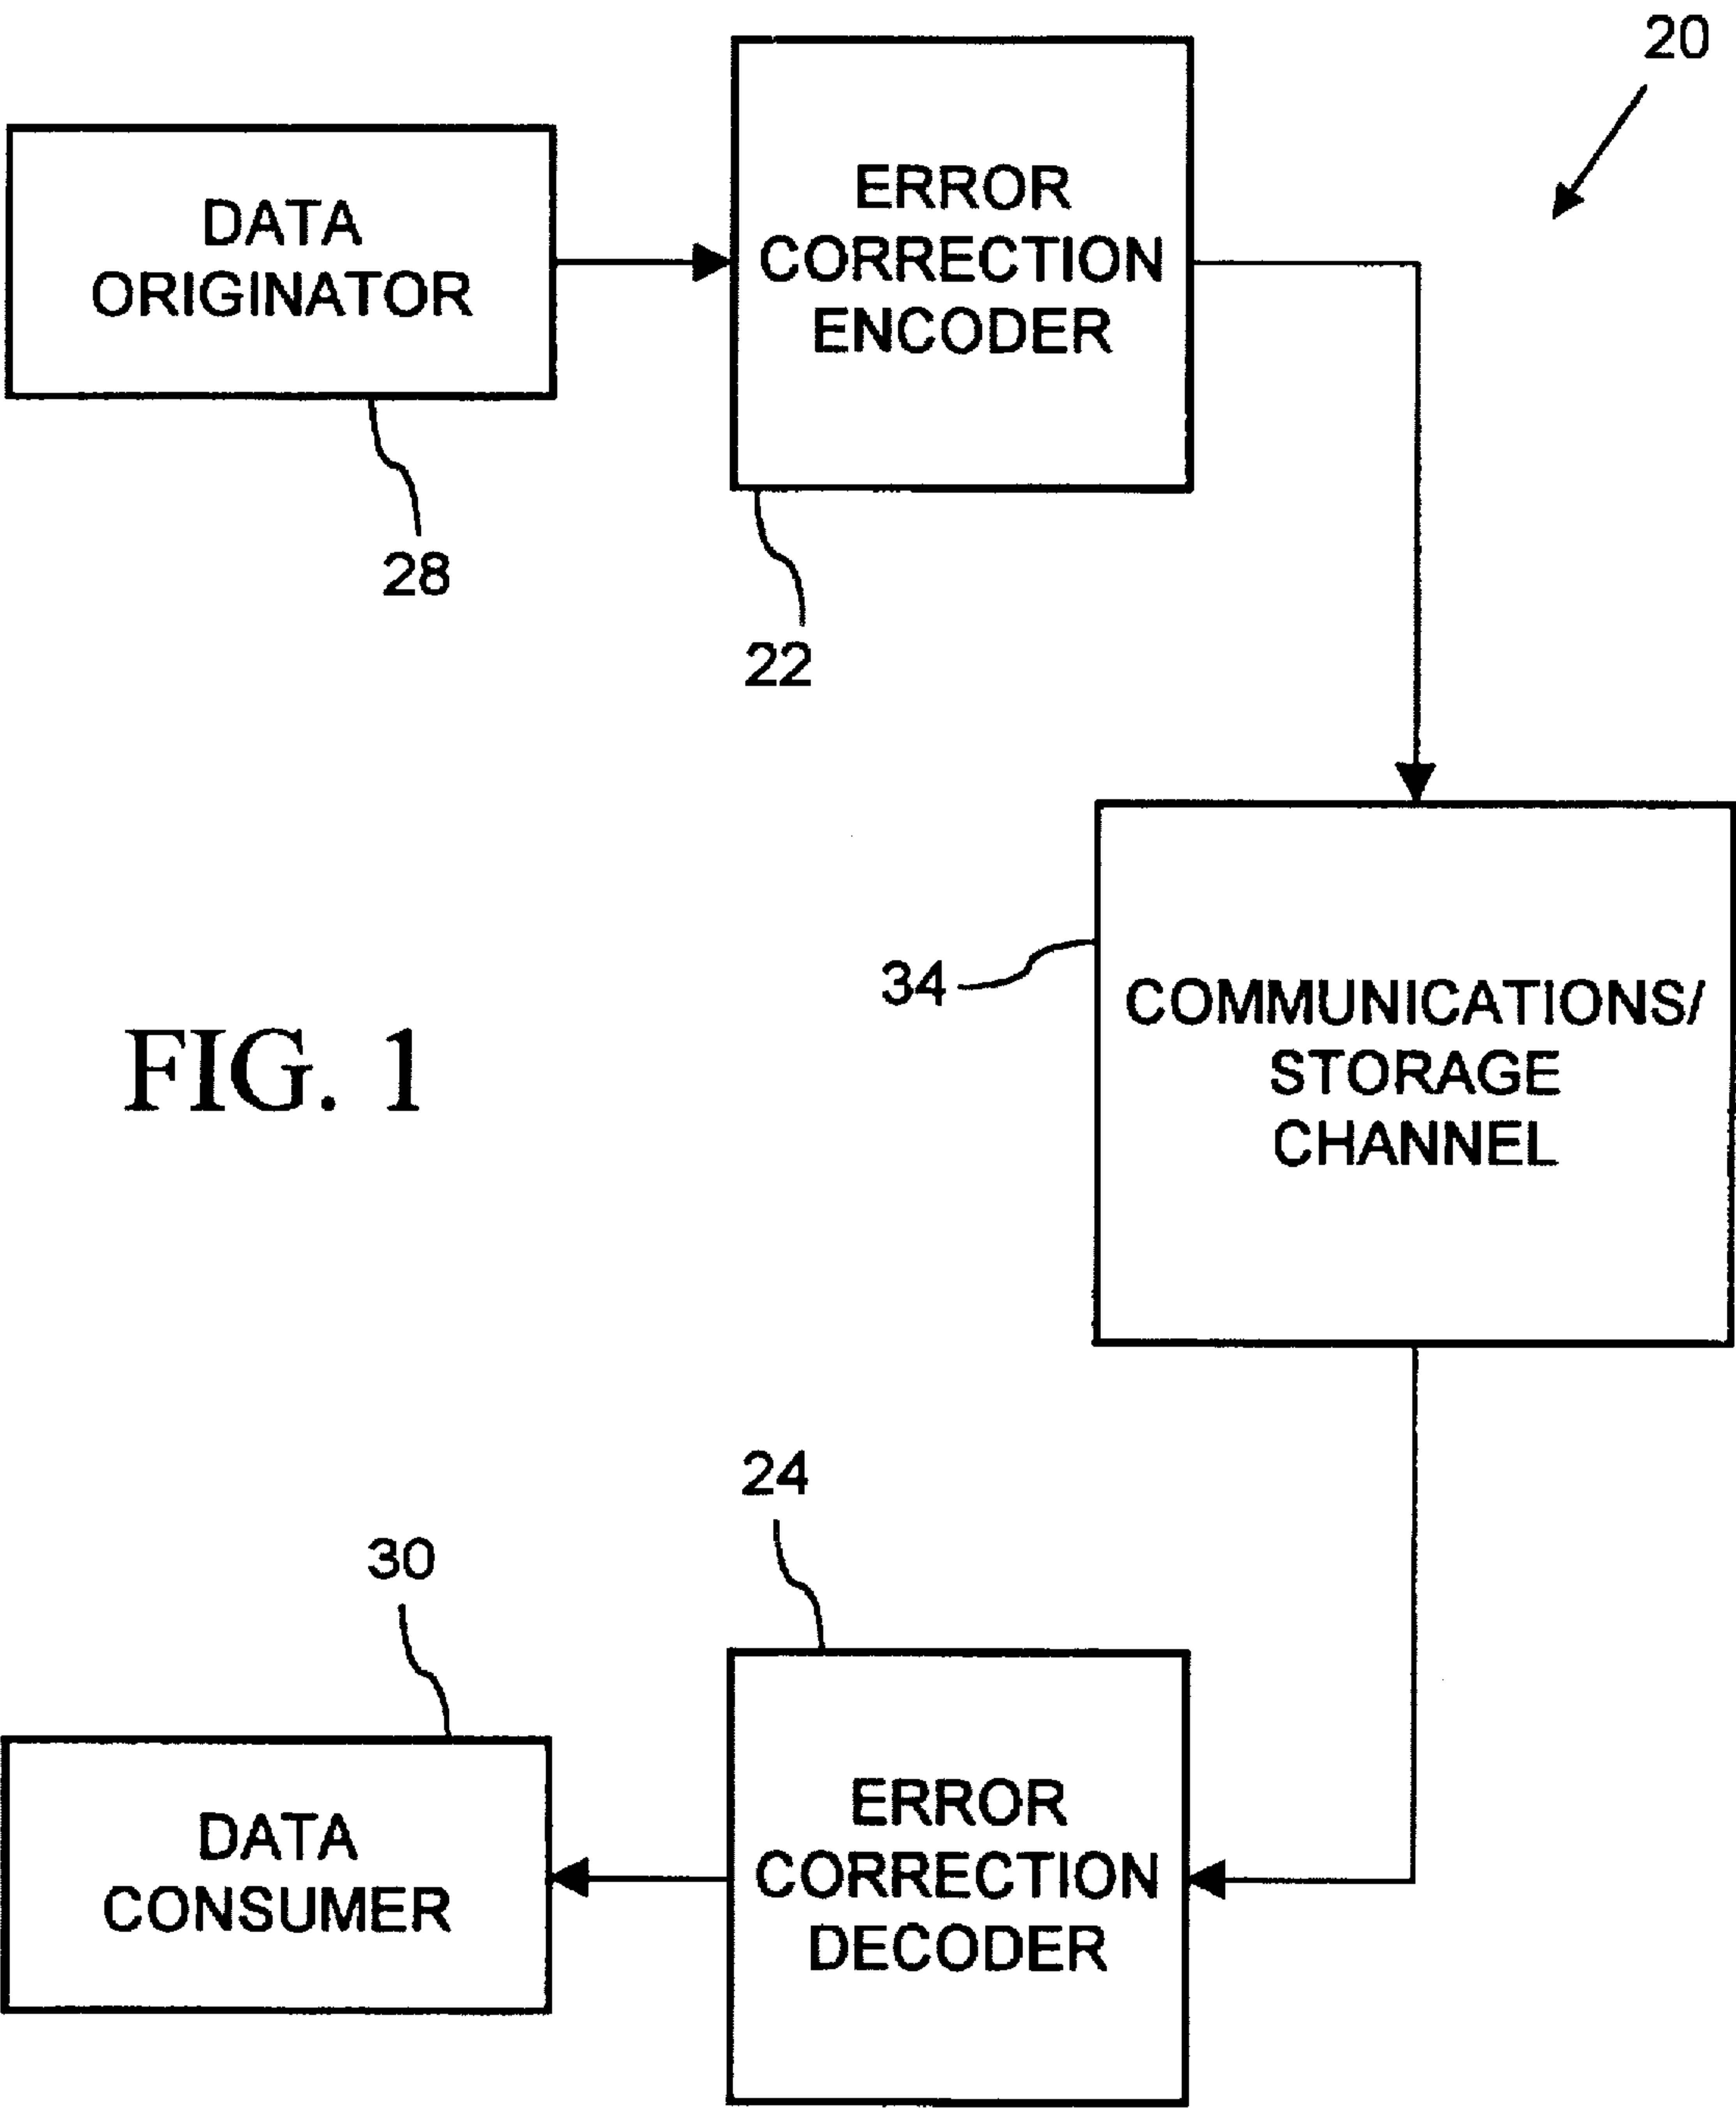 20
DATA
ORIGINATOR
28
ERROR
CORRECTION
ENCODER
22
34
COMMUNICATIONS/
STORAGE
CHANNEL
FIG. 1
24
30
ERROR
CORRECTION
DECODER
DATA
CONSUMER